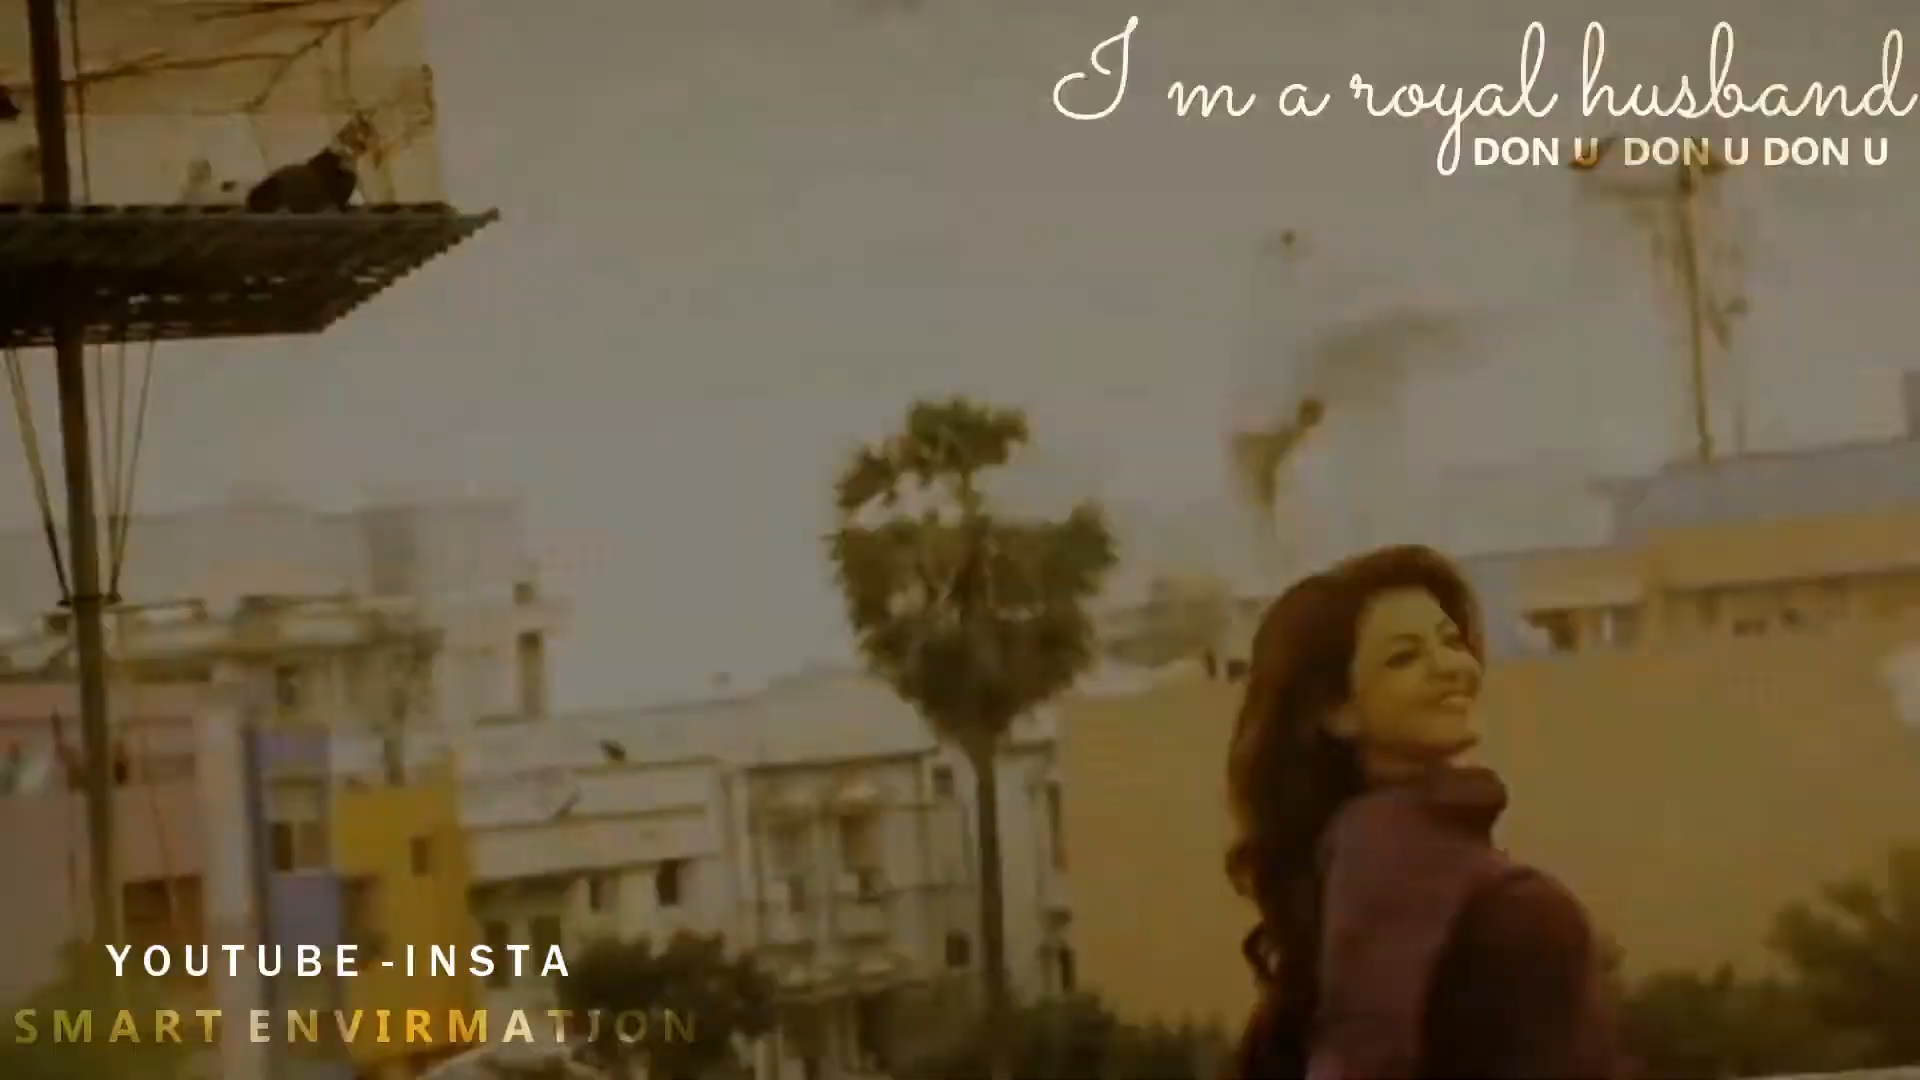 I m a royal husband
DON U DON U DON U
YOUTUBE -INSTA
SMART ENVIRMATION